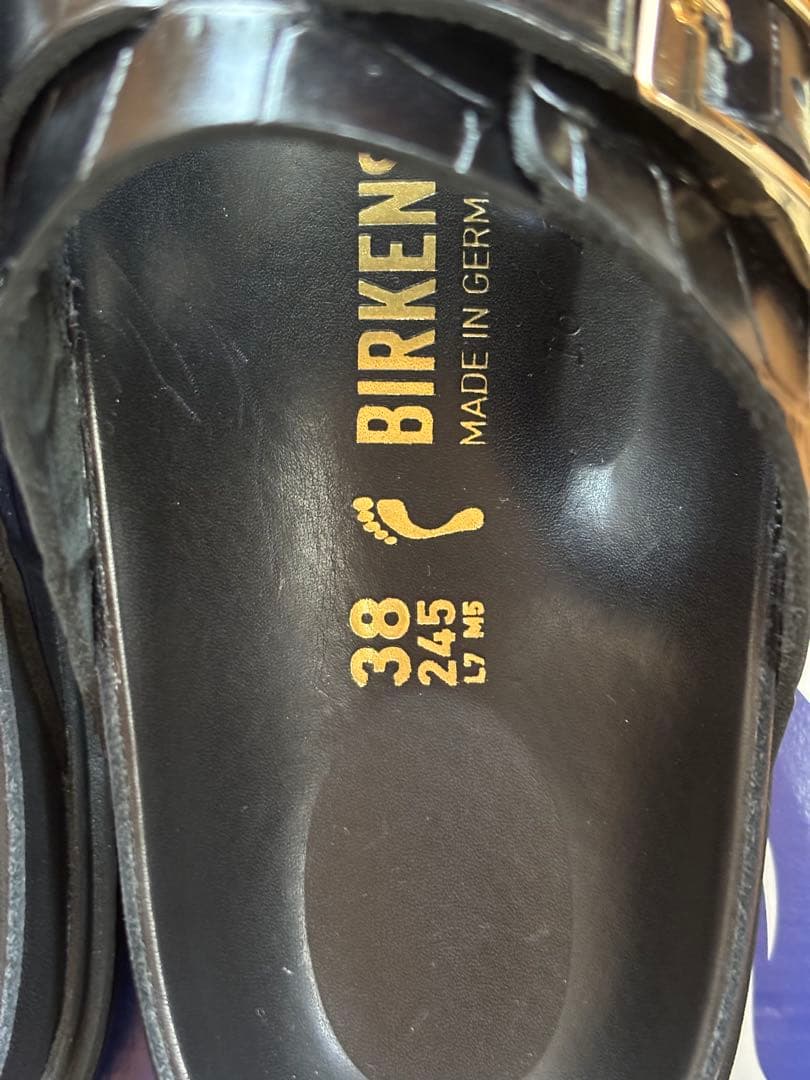 BIRKEN
MADE IN GERM
38
245
L7 M5